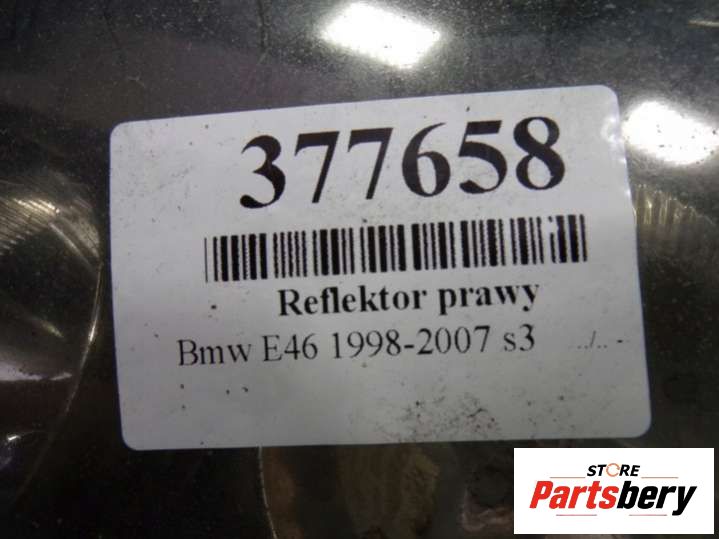 377658
Reflektor prawy
Bmw E46 1998-2007 s3 ../.. -
STORE
Partsbery